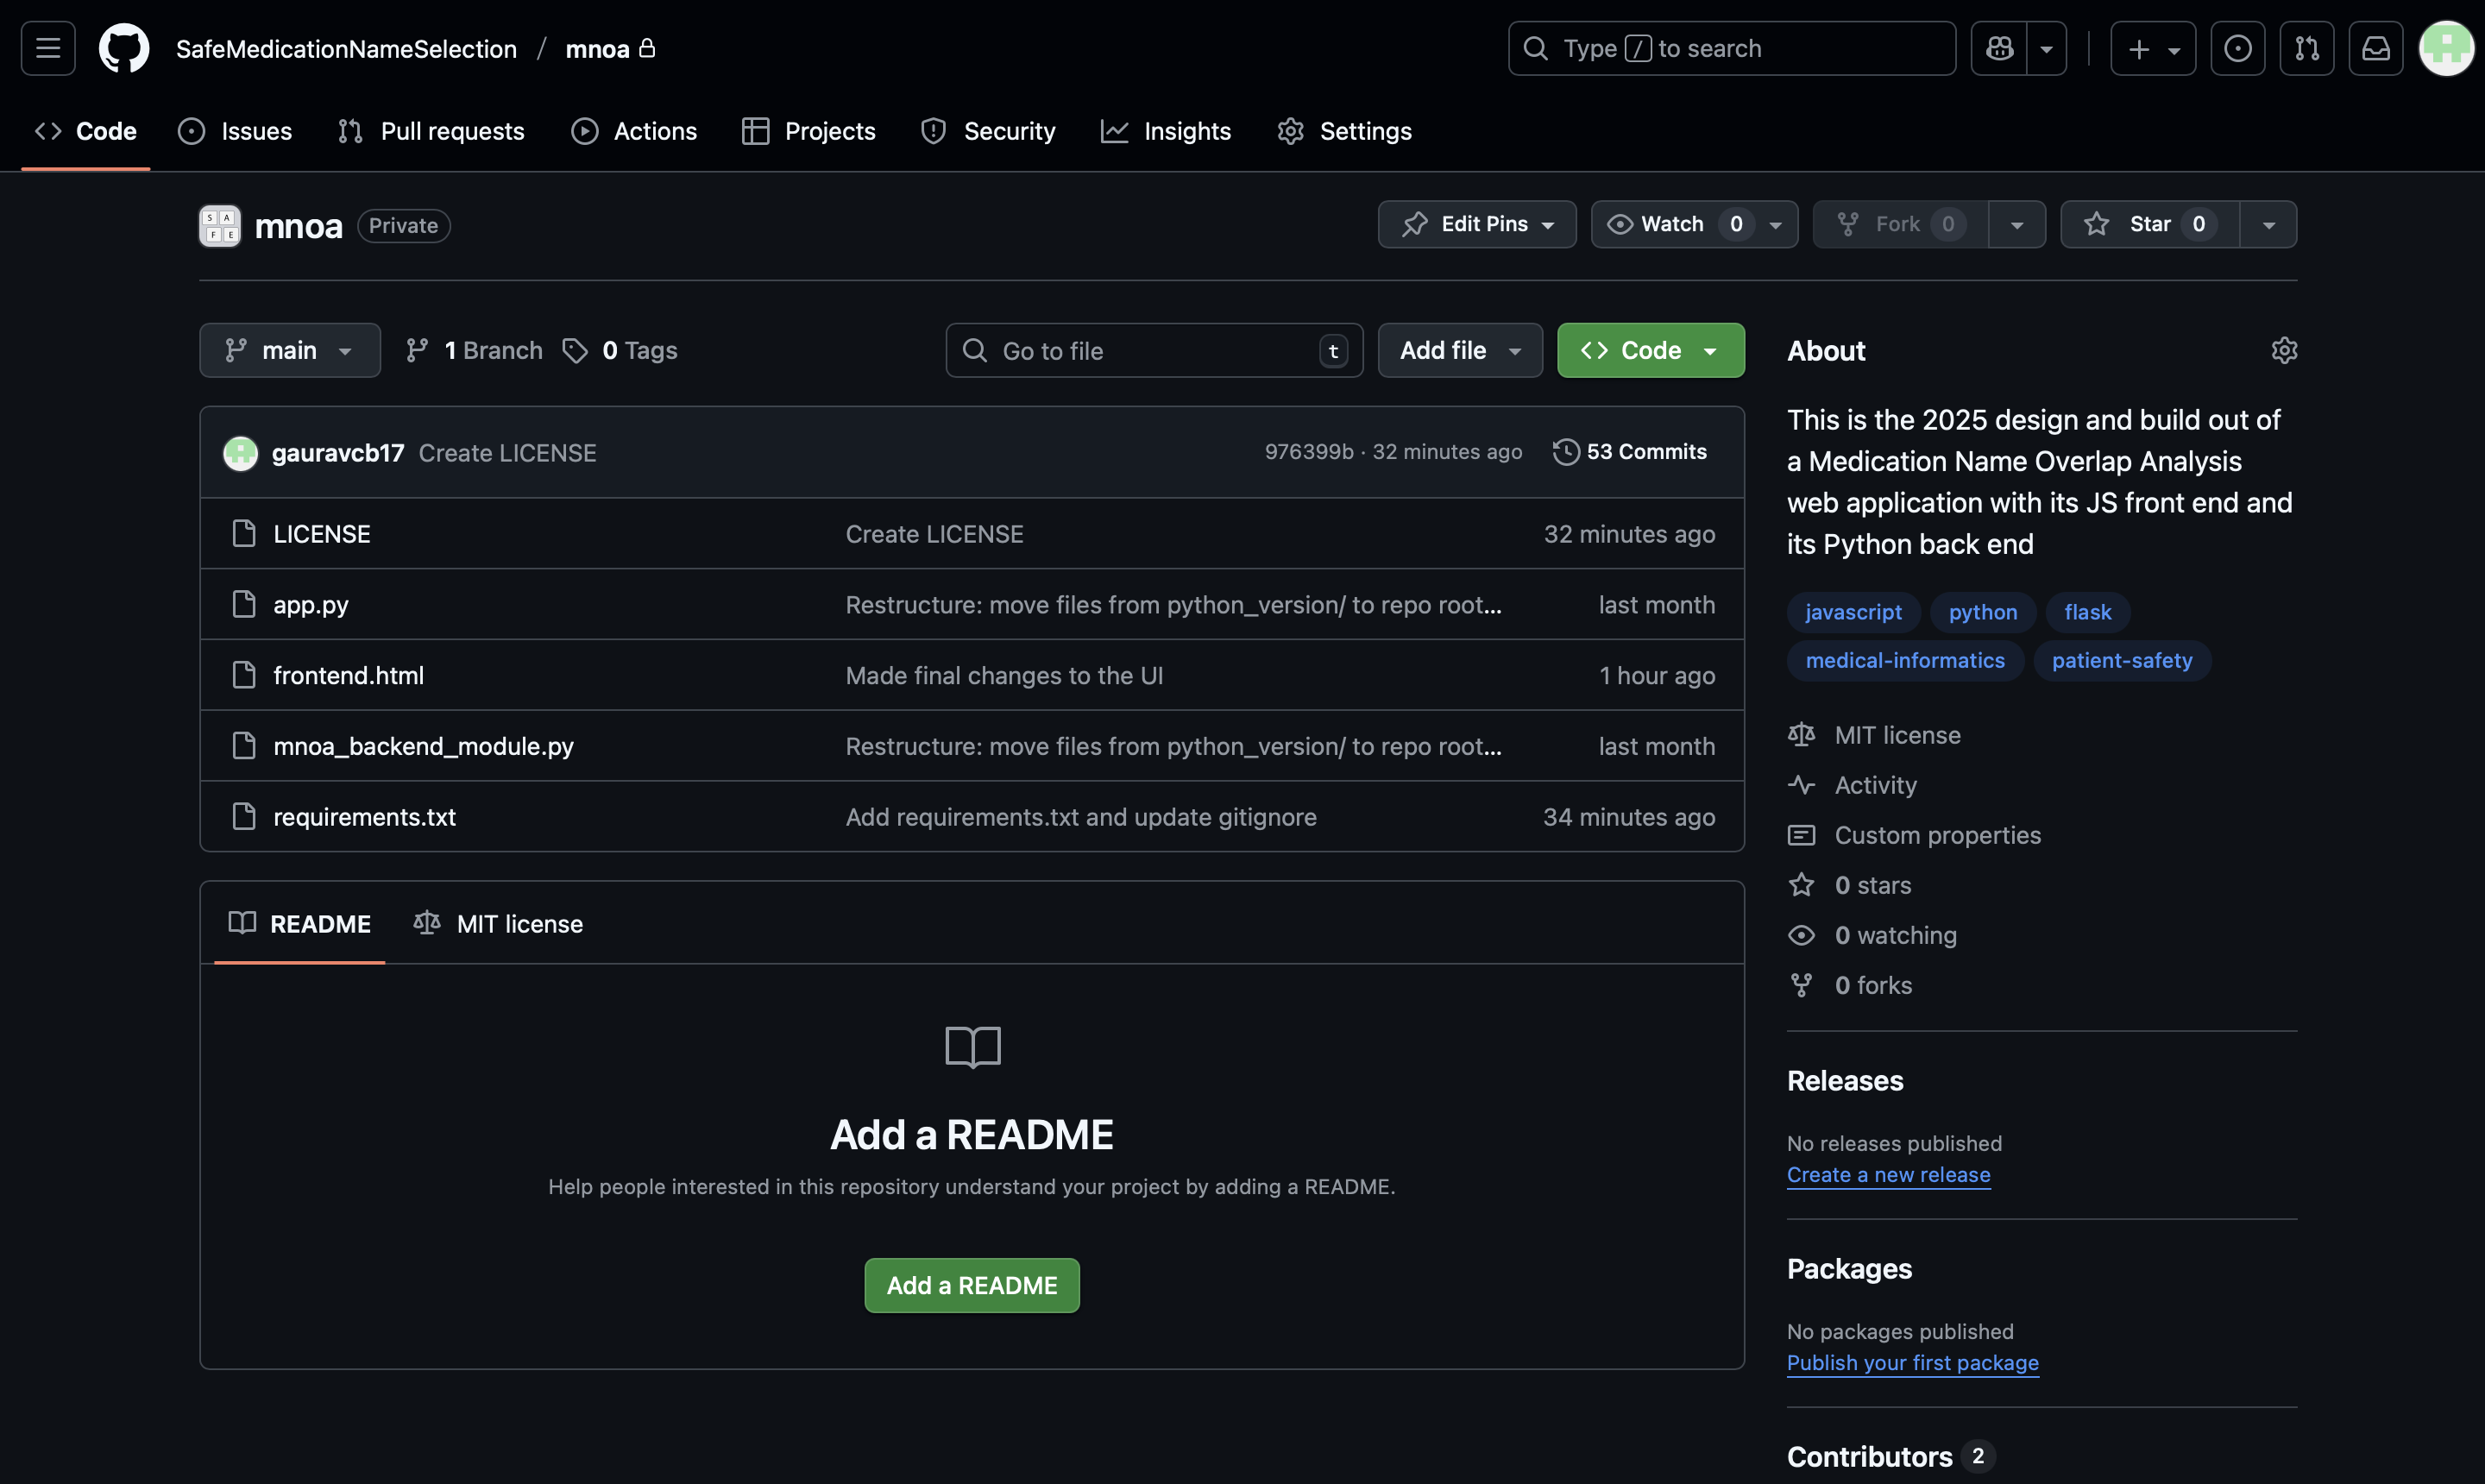 SafeMedicationNameSelection / mnoa
Type / to search
Code
Issues
Pull requests
Actions
Projects
Security
Insights
Settings
S A F E
mnoa Private
Edit Pins
Watch 0
Fork 0
Star 0
main
1 Branch
0 Tags
Go to file t
Add file
Code
gauravcb17 Create LICENSE 976399b · 32 minutes ago 53 Commits
LICENSE Create LICENSE 32 minutes ago
app.py Restructure: move files from python_version/ to repo root... last month
frontend.html Made final changes to the UI 1 hour ago
mnoa_backend_module.py Restructure: move files from python_version/ to repo root... last month
requirements.txt Add requirements.txt and update gitignore 34 minutes ago
README MIT license
Add a README
Help people interested in this repository understand your project by adding a README.
Add a README
About
This is the 2025 design and build out of
a Medication Name Overlap Analysis
web application with its JS front end and
its Python back end
javascript python flask
medical-informatics patient-safety
MIT license
Activity
Custom properties
0 stars
0 watching
0 forks
Releases
No releases published
Create a new release
Packages
No packages published
Publish your first package
Contributors 2